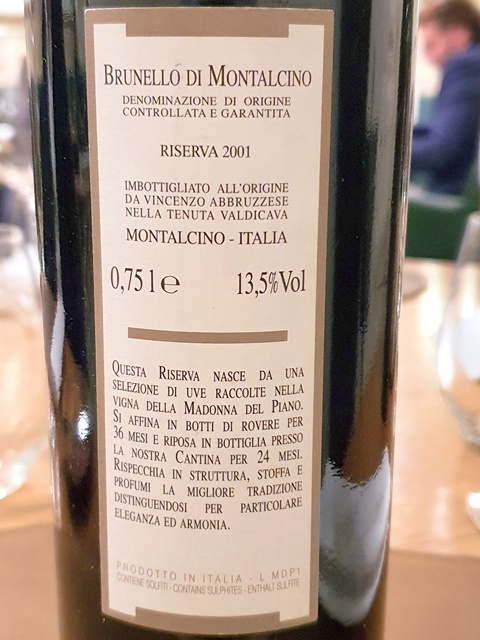 BRUNELLO DI MONTALCINO
DENOMINAZIONE DI ORIGINE
CONTROLLATA E GARANTITA
RISERVA 2001
IMBOTTIGLIATO ALL'ORIGINE
DA VINCENZO ABBRUZZESE
NELLA TENUTA VALDICAVA
MONTALCINO - ITALIA
0,75 l e 13,5%Vol
QUESTA RISERVA NASCE DA UNA
SELEZIONE DI UVE RACCOLTE NELLA
VIGNA DELLA MADONNA DEL PIANO.
SI AFFINA IN BOTTI DI ROVERE PER
36 MESI E RIPOSA IN BOTTIGLIA PRESSO
LA NOSTRA CANTINA PER 24 MESI.
RISPECCHIA IN STRUTTURA, STOFFA E
PROFUMI LA MIGLIORE TRADIZIONE
DISTINGUENDOSI PER PARTICOLARE
ELEGANZA ED ARMONIA.
PRODOTTO IN ITALIA - L MDP1
CONTIENE SOLFITI - CONTAINS SULPHITES - ENTHALT SULFITE